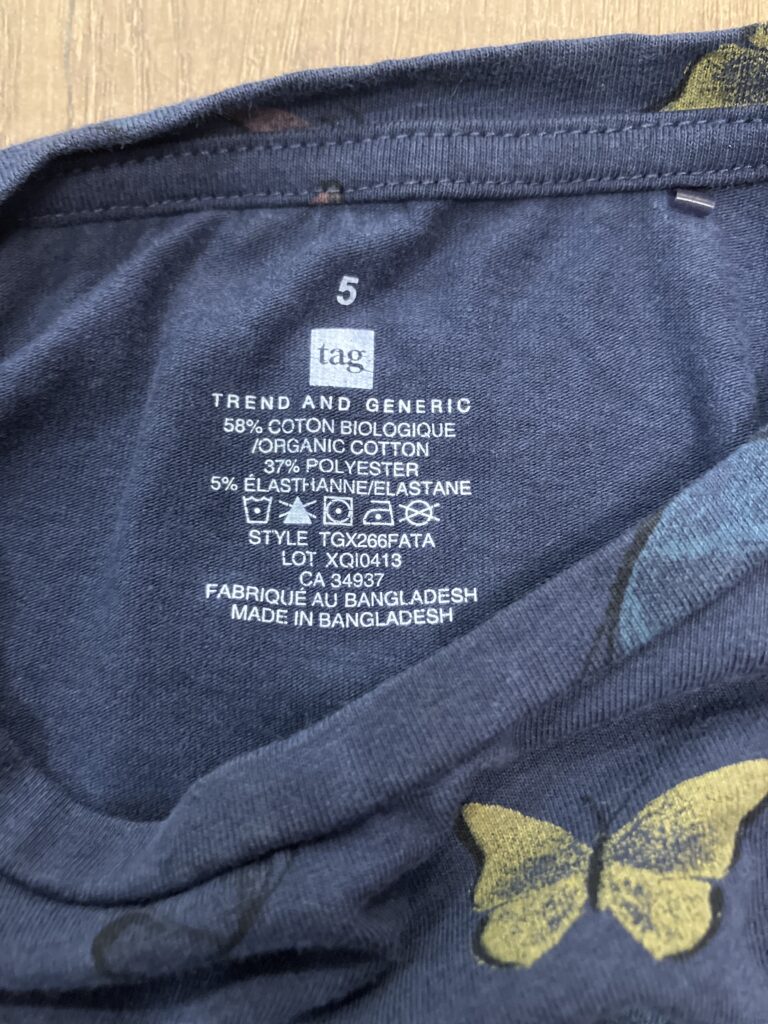 5
tag
TREND AND GENERIC
58% COTON BIOLOGIQUE
/ORGANIC COTTON
37% POLYESTER
5% ÉLASTHANNE/ELASTANE
STYLE TGX266FATA
LOT XQI0413
CA 34937
FABRIQUÉ AU BANGLADESH
MADE IN BANGLADESH